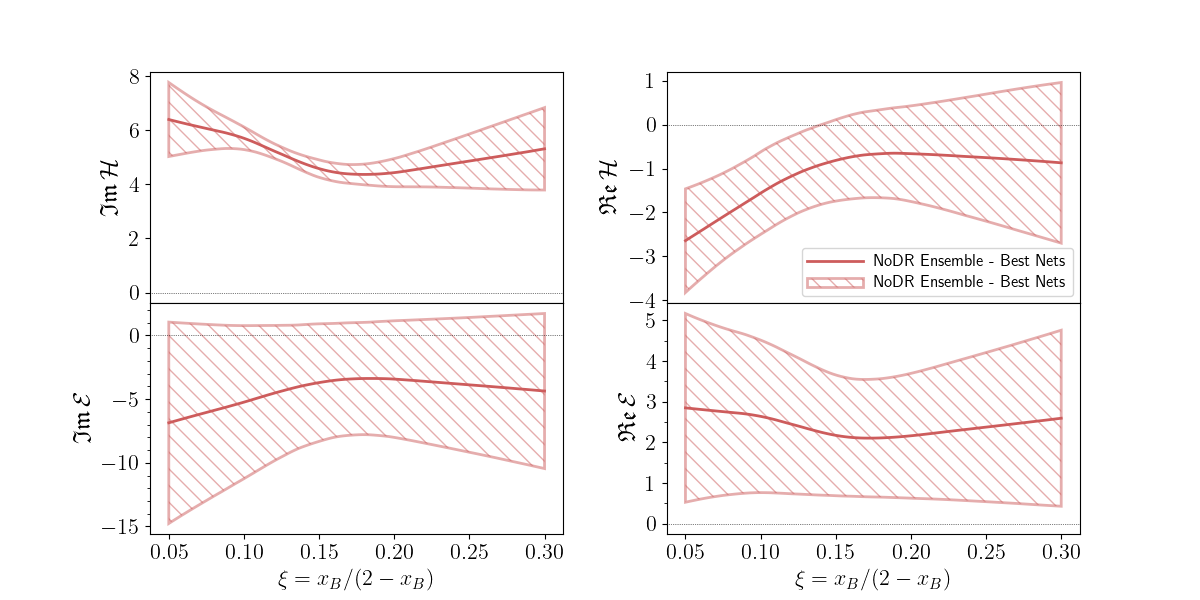 8
6
4
2
0
ℑ𝔪 ℋ
1
0
−1
−2
−3
−4
ℜ𝔢 ℋ
NoDR Ensemble - Best Nets
NoDR Ensemble - Best Nets
0
−5
−10
−15
ℑ𝔪 ℰ
0.05 0.10 0.15 0.20 0.25 0.30
ξ = x_B/(2 − x_B)
5
4
3
2
1
0
ℜ𝔢 ℰ
0.05 0.10 0.15 0.20 0.25 0.30
ξ = x_B/(2 − x_B)